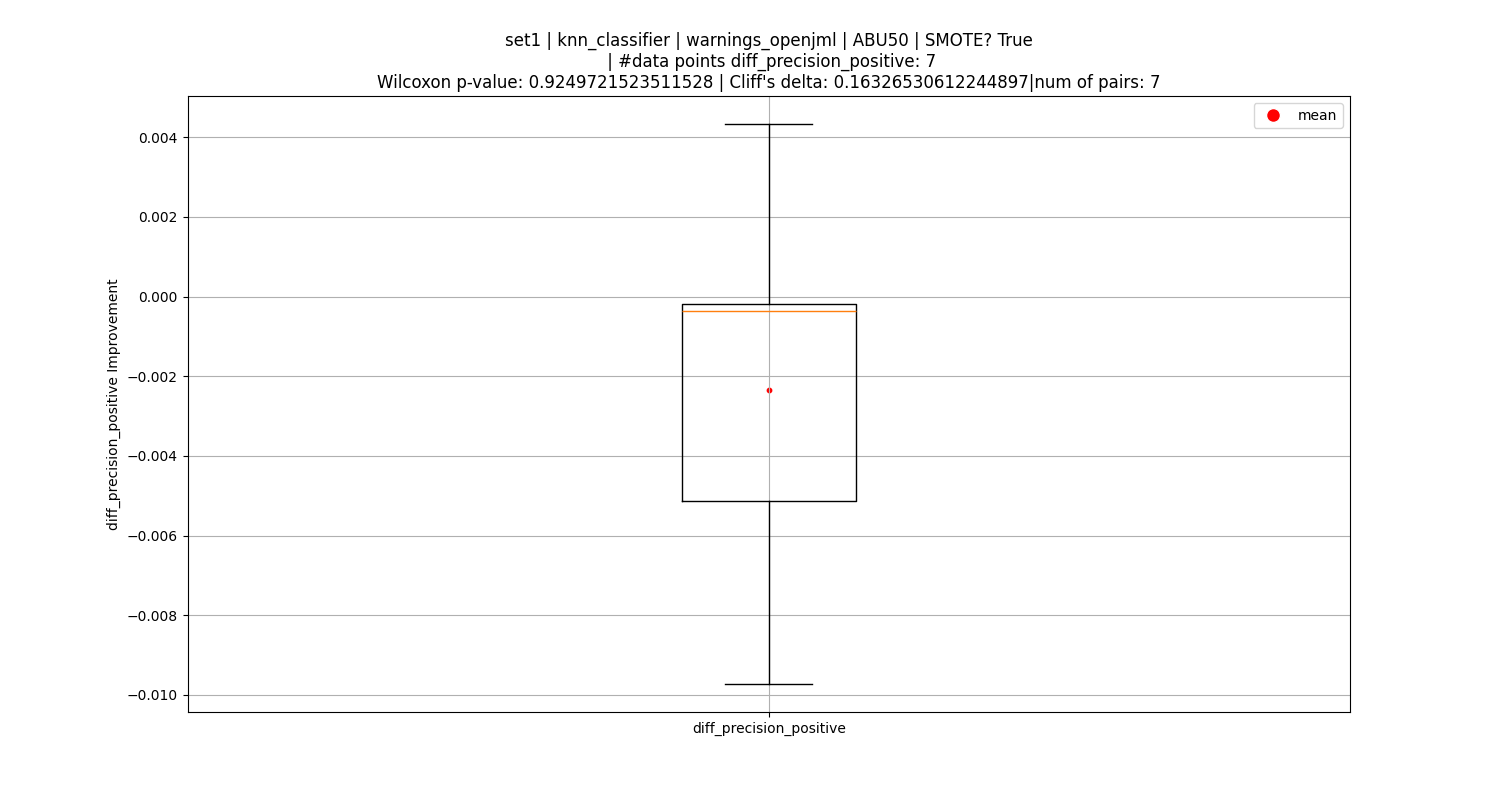 set1 | knn_classifier | warnings_openjml | ABU50 | SMOTE? True
| #data points diff_precision_positive: 7
Wilcoxon p-value: 0.9249721523511528 | Cliff's delta: 0.16326530612244897|num of pairs: 7
mean
0.004
0.002
0.000
−0.002
−0.004
−0.006
−0.008
−0.010
diff_precision_positive Improvement
diff_precision_positive